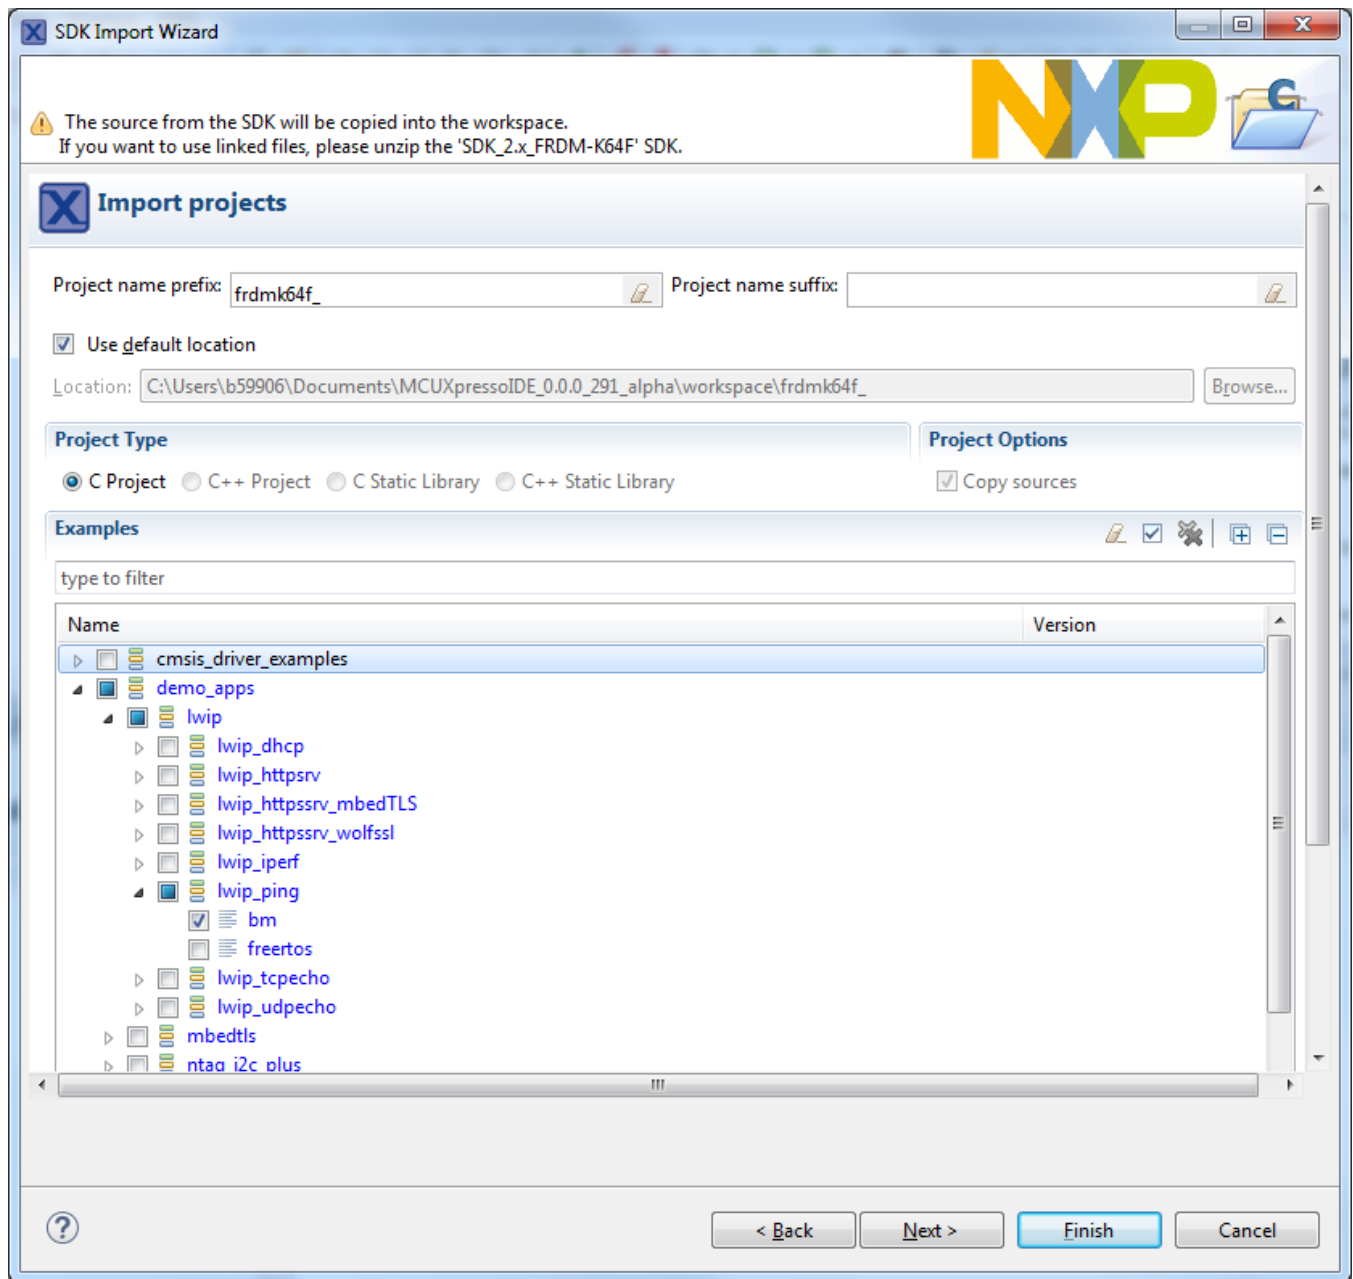 SDK Import Wizard
The source from the SDK will be copied into the workspace.
If you want to use linked files, please unzip the 'SDK_2.x_FRDM-K64F' SDK.
NXP
Import projects
Project name prefix: frdmk64f_ Project name suffix:
Use default location
Location: C:\Users\b59906\Documents\MCUXpressoIDE_0.0.0_291_alpha\workspace\frdmk64f_ Browse...
Project Type Project Options
C Project C++ Project C Static Library C++ Static Library Copy sources
Examples
type to filter
Name Version
cmsis_driver_examples
demo_apps
lwip
lwip_dhcp
lwip_httpsrv
lwip_httpssrv_mbedTLS
lwip_httpssrv_wolfssl
lwip_iperf
lwip_ping
bm
freertos
lwip_tcpecho
lwip_udpecho
mbedtls
ntag_i2c_plus
< Back Next > Finish Cancel